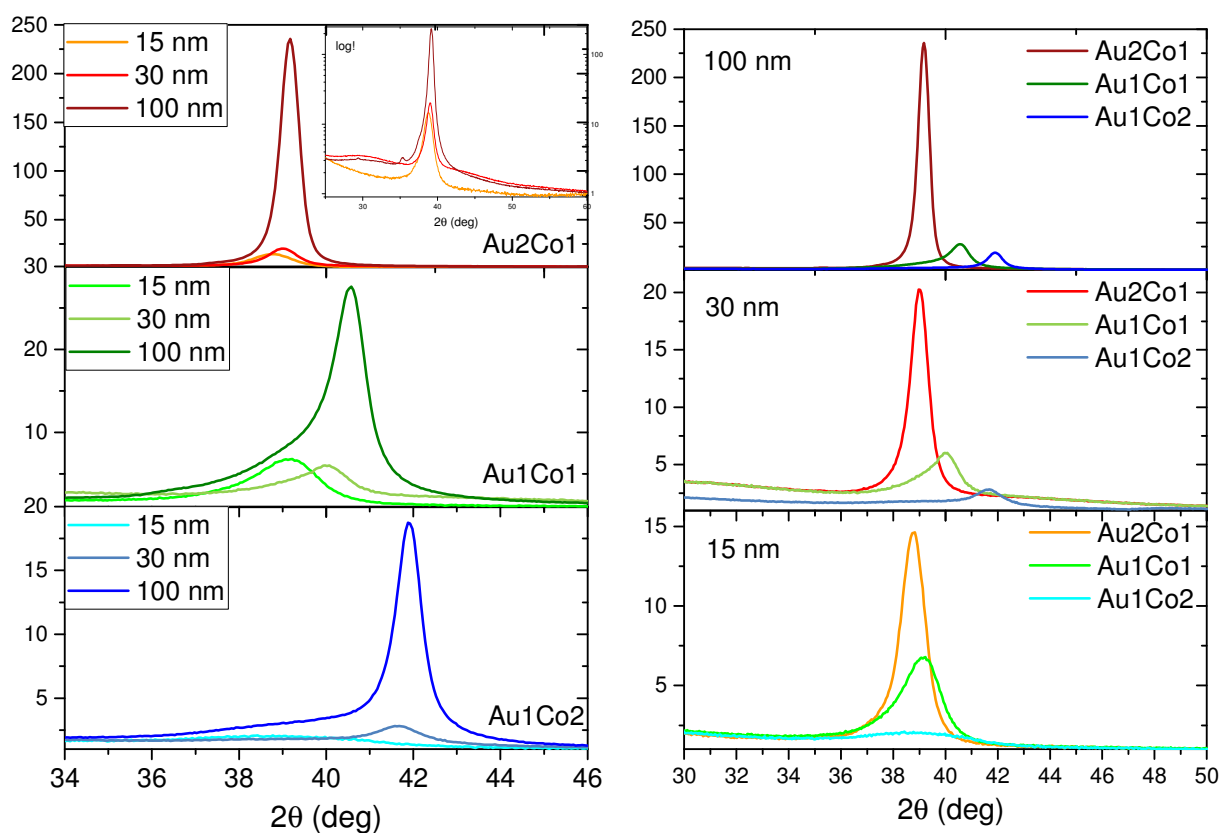 250
200
150
100
50
30
15 nm
30 nm
100 nm
log!
100
10
1
30 40 50 60
2θ (deg)
Au2Co1
20
10
20
15 nm
30 nm
100 nm
Au1Co1
15
10
5
15 nm
30 nm
100 nm
Au1Co2
34 36 38 40 42 44 46
2θ (deg)
250
200
150
100
50
100 nm
Au2Co1
Au1Co1
Au1Co2
20
15
10
5
30 nm
Au2Co1
Au1Co1
Au1Co2
15
10
5
15 nm
Au2Co1
Au1Co1
Au1Co2
30 32 34 36 38 40 42 44 46 48 50
2θ (deg)